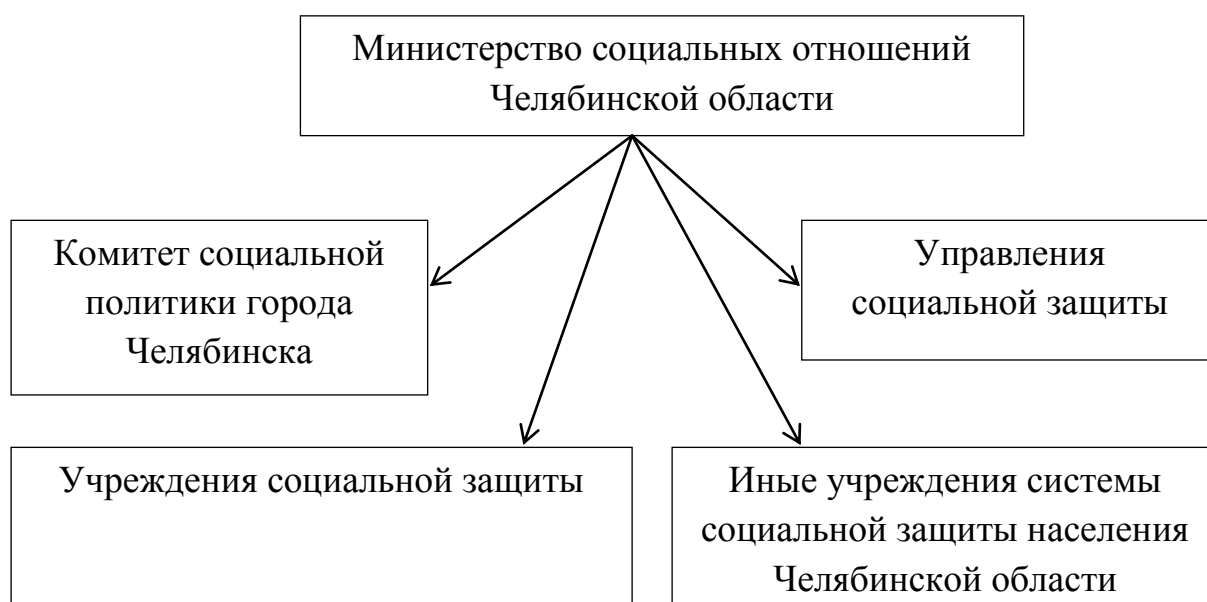 Министерство социальных отношений
Челябинской области
Комитет социальной
политики города
Челябинска
Управления
социальной защиты
Учреждения социальной защиты
Иные учреждения системы
социальной защиты населения
Челябинской области